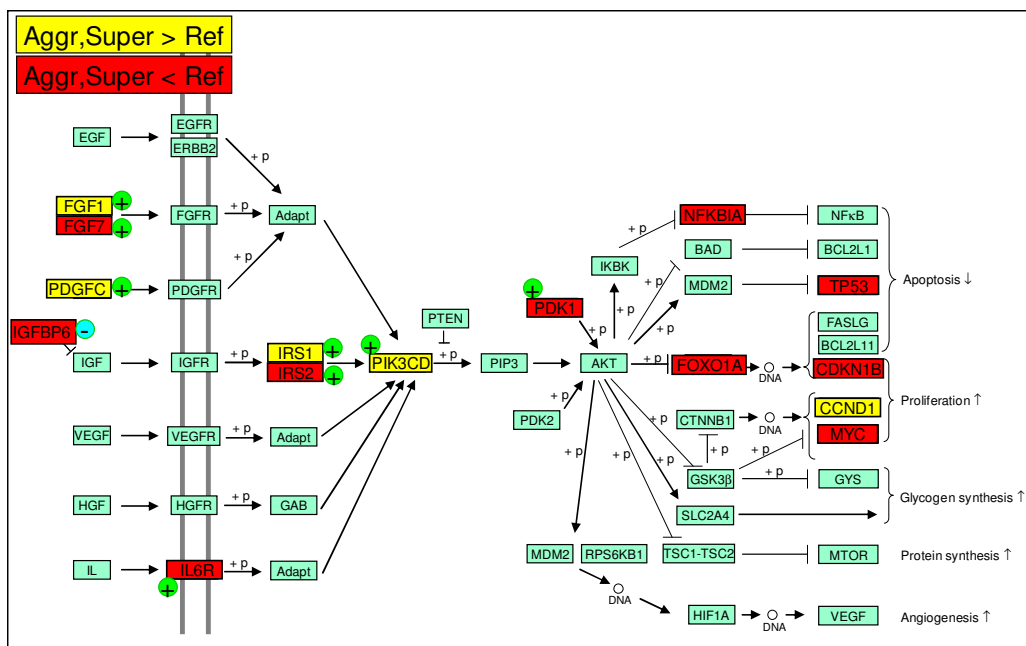 Aggr,Super > Ref
Aggr,Super < Ref
EGF
EGFR
ERBB2
+ p
FGF1
+
FGF7
+
FGFR
+ p
Adapt
PDGFC
+
PDGFR
+ p
IGFBP6
-
IGF
IGFR
+ p
IRS1
+
IRS2
+
+
PIK3CD
PTEN
+ p
PIP3
VEGF
VEGFR
+ p
Adapt
HGF
HGFR
+ p
GAB
IL
IL6R
+
+ p
Adapt
+
PDK1
+ p
AKT
PDK2
+ p
IKBK
+ p
+ p
+ p
+ p
NFKBIA
NFκB
BAD
BCL2L1
MDM2
TP53
Apoptosis ↓
FASLG
BCL2L11
+ p
FOXO1A
DNA
CDKN1B
Proliferation ↑
CTNNB1
DNA
CCND1
MYC
+ p
+ p
+ p
+ p
GSK3β
+ p
GYS
Glycogen synthesis ↑
+ p
SLC2A4
+ p
+ p
MDM2
RPS6KB1
TSC1-TSC2
MTOR
Protein synthesis ↑
DNA
HIF1A
DNA
VEGF
Angiogenesis ↑